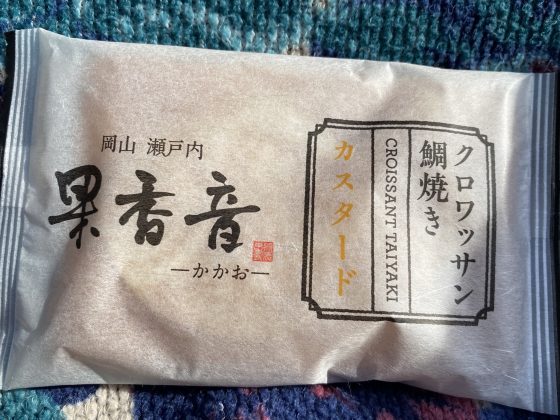 岡山 瀬戸内
果香音
―かかお―
クロワッサン
鯛焼き
CROISSANT TAIYAKI
カスタード